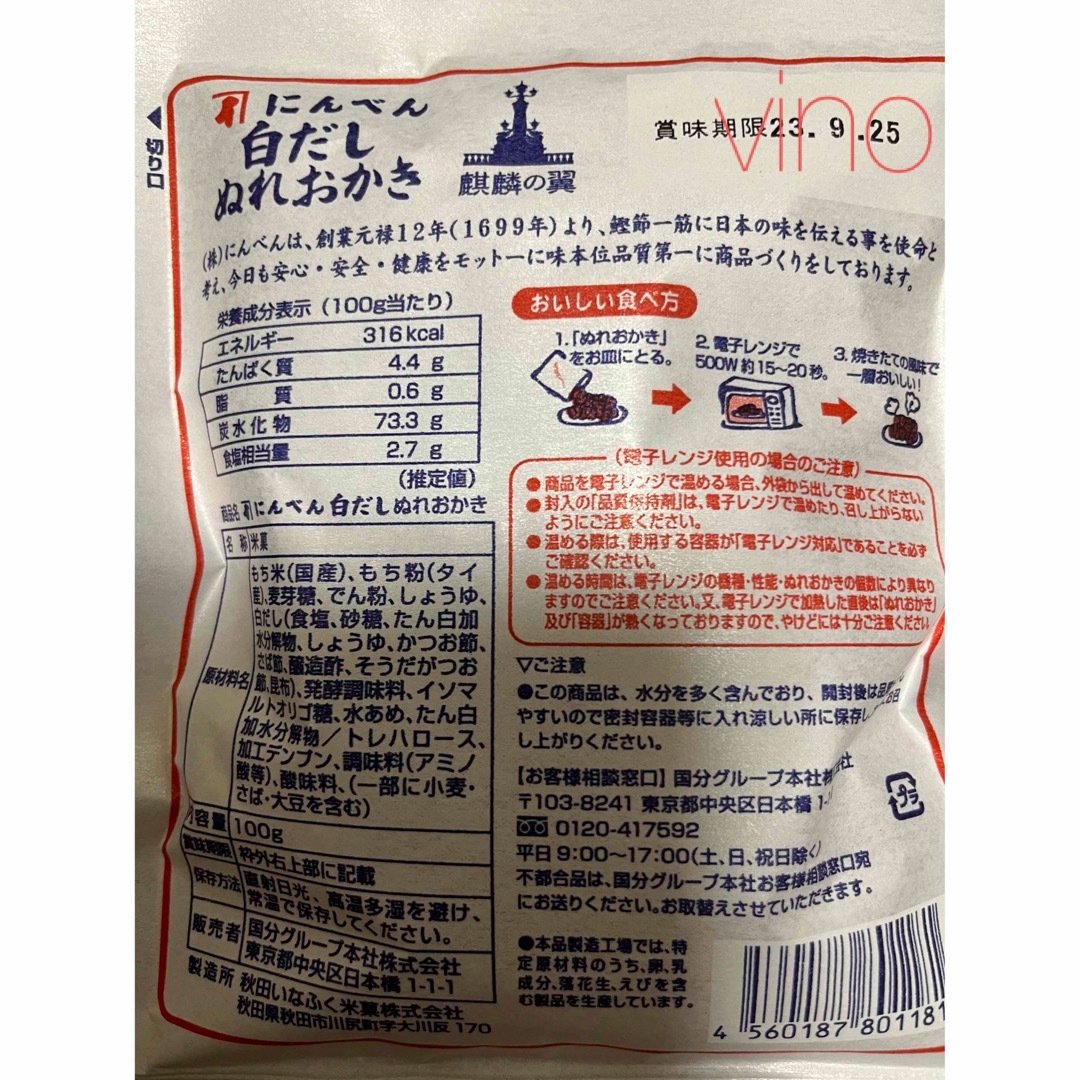 にんべん
白だし
ぬれおかき
麒麟の翼
賞味期限23.9.25
vino
口り切
(株)にんべんは、創業元禄12年(1699年)より、鰹節一筋に日本の味を伝える事を使命と
考え、今日も安心・安全・健康をモットーに味本位品質第一に商品づくりをしております。
栄養成分表示(100g当たり)
エネルギー 316kcal
たんぱく質 4.4 g
脂 質 0.6 g
炭水化物 73.3 g
食塩相当量 2.7 g
(推定値)
おいしい食べ方
1.「ぬれおかき」
をお皿にとる。
2.電子レンジで
500W約15〜20秒。
3.焼きたての風味で
一層おいしい!
(電子レンジ使用の場合のご注意)
●商品を電子レンジで温める場合、外袋から出して温めてください。
●封入の「品質保持剤」は、電子レンジで温めたり、召し上がらない
ようにご注意ください。
●温める際は、使用する容器が「電子レンジ対応」であることを必ず
ご確認ください。
●温める時間は、電子レンジの機種・性能・ぬれおかきの個数により異なり
ますのでご注意ください。又、電子レンジで加熱した直後は「ぬれおかき」
及び「容器」が熱くなっておりますので、やけどには十分ご注意ください
商品名 にんべん白だしぬれおかき
名称 米菓
原材料名 もち米(国産)、もち粉(タイ
産)、麦芽糖、でん粉、しょうゆ、
白だし(食塩、砂糖、たん白加
水分解物、しょうゆ、かつお節、
さば節、醸造酢、そうだがつお
節、昆布)、発酵調味料、イソマ
ルトオリゴ糖、水あめ、たん白
加水分解物/トレハロース、
加工デンプン、調味料(アミノ
酸等)、酸味料、(一部に小麦・
さば・大豆を含む)
内容量 100g
賞味期限 枠外右上部に記載
保存方法 直射日光、高温多湿を避け、
常温で保存してください。
販売者 国分グループ本社株式会社
東京都中央区日本橋1-1-1
製造所 秋田いなふく米菓株式会社
秋田県秋田市川尻町字大川反170
▽ご注意
●この商品は、水分を多く含んでおり、開封後は品
やすいので密封容器等に入れ涼しい所に保存し
し上がりください。
【お客様相談窓口】国分グループ本社株式会社
〒103-8241 東京都中央区日本橋1-1
0120-417592
平日9:00〜17:00(土、日、祝日除く)
不都合品は、国分グループ本社お客様相談窓口宛
にお送りください。お取替えさせていただきます。
プラ
●本品製造工場では、特
定原材料のうち、卵、乳
成分、落花生、えびを含
む製品を生産しています。
4 560187 801181